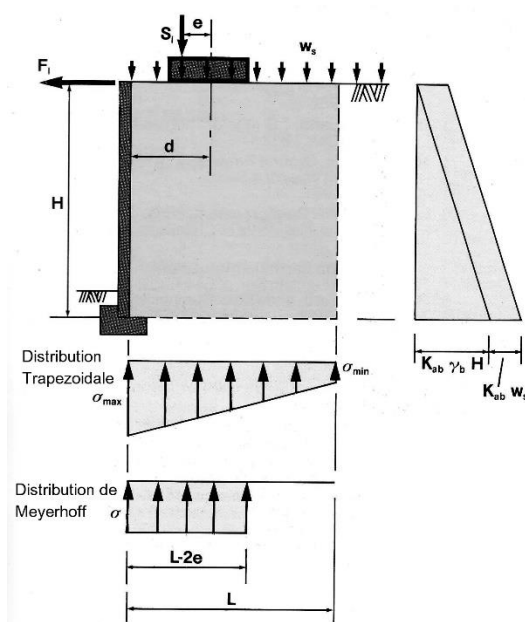 e
S_i
w_s
F_i
d
H
K_ab γ_b H
K_ab w_s
Distribution
Trapezoidale
σ_max
σ_min
Distribution de
Meyerhoff
σ
L-2e
L